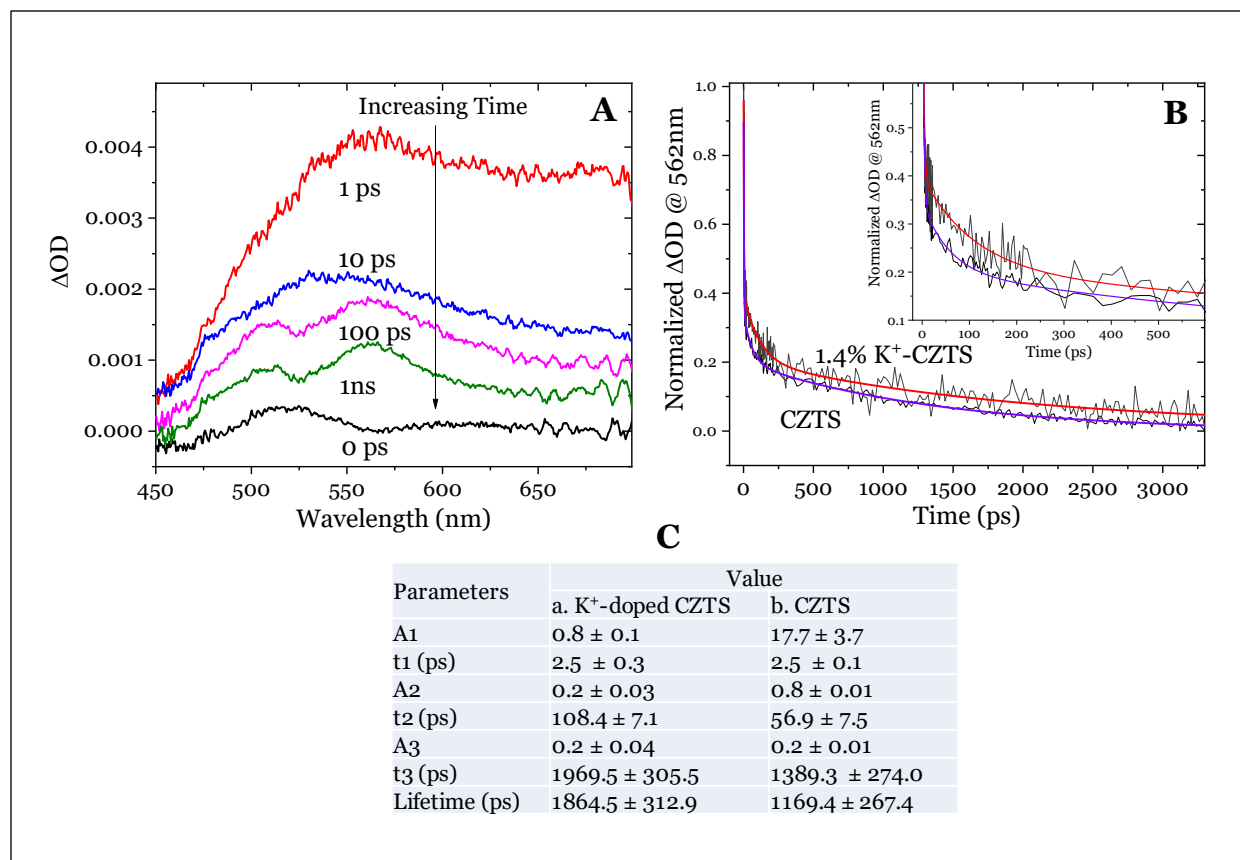 A
Increasing Time
1 ps
10 ps
100 ps
1ns
0 ps
0.004
0.003
0.002
0.001
0.000
ΔOD
450 500 550 600 650
Wavelength (nm)
B
1.0
0.8
0.6
0.4
0.2
0.0
Normalized ΔOD @ 562nm
0 500 1000 1500 2000 2500 3000
Time (ps)
1.4% K⁺-CZTS
CZTS
0.5
0.4
0.3
0.2
0.1
Normalized ΔOD @ 562nm
0 100 200 300 400 500
Time (ps)
C
Parameters Value
a. K⁺-doped CZTS b. CZTS
A1 0.8 ± 0.1 17.7 ± 3.7
t1 (ps) 2.5 ± 0.3 2.5 ± 0.1
A2 0.2 ± 0.03 0.8 ± 0.01
t2 (ps) 108.4 ± 7.1 56.9 ± 7.5
A3 0.2 ± 0.04 0.2 ± 0.01
t3 (ps) 1969.5 ± 305.5 1389.3 ± 274.0
Lifetime (ps) 1864.5 ± 312.9 1169.4 ± 267.4